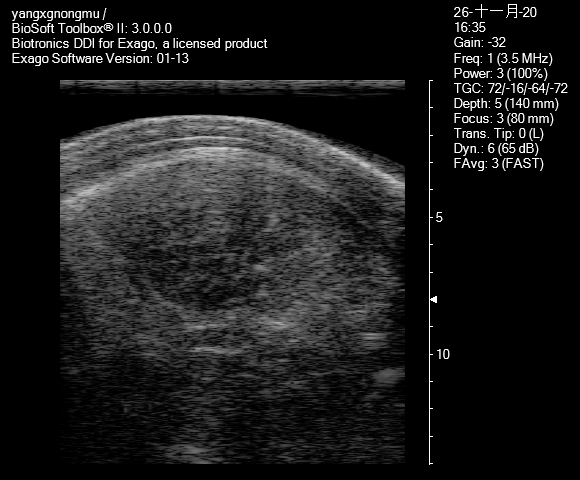 yangxgnongmu /
BioSoft Toolbox® II: 3.0.0.0
Biotronics DDI for Exago, a licensed product
Exago Software Version: 01-13
26-十一月-20
16:35
Gain: -32
Freq: 1 (3.5 MHz)
Power: 3 (100%)
TGC: 72/-16/-64/-72
Depth: 5 (140 mm)
Focus: 3 (80 mm)
Trans. Tip: 0 (L)
Dyn.: 6 (65 dB)
FAvg: 3 (FAST)
5
10